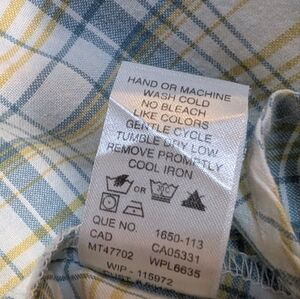 HAND OR MACHINE
WASH COLD
NO BLEACH
LIKE COLORS
GENTLE CYCLE
TUMBLE DRY LOW
REMOVE PROMPTLY
COOL IRON
OR
QUE NO. 1650-113
CAD CA05331
MT47702 WPL6635
WIP - 115972